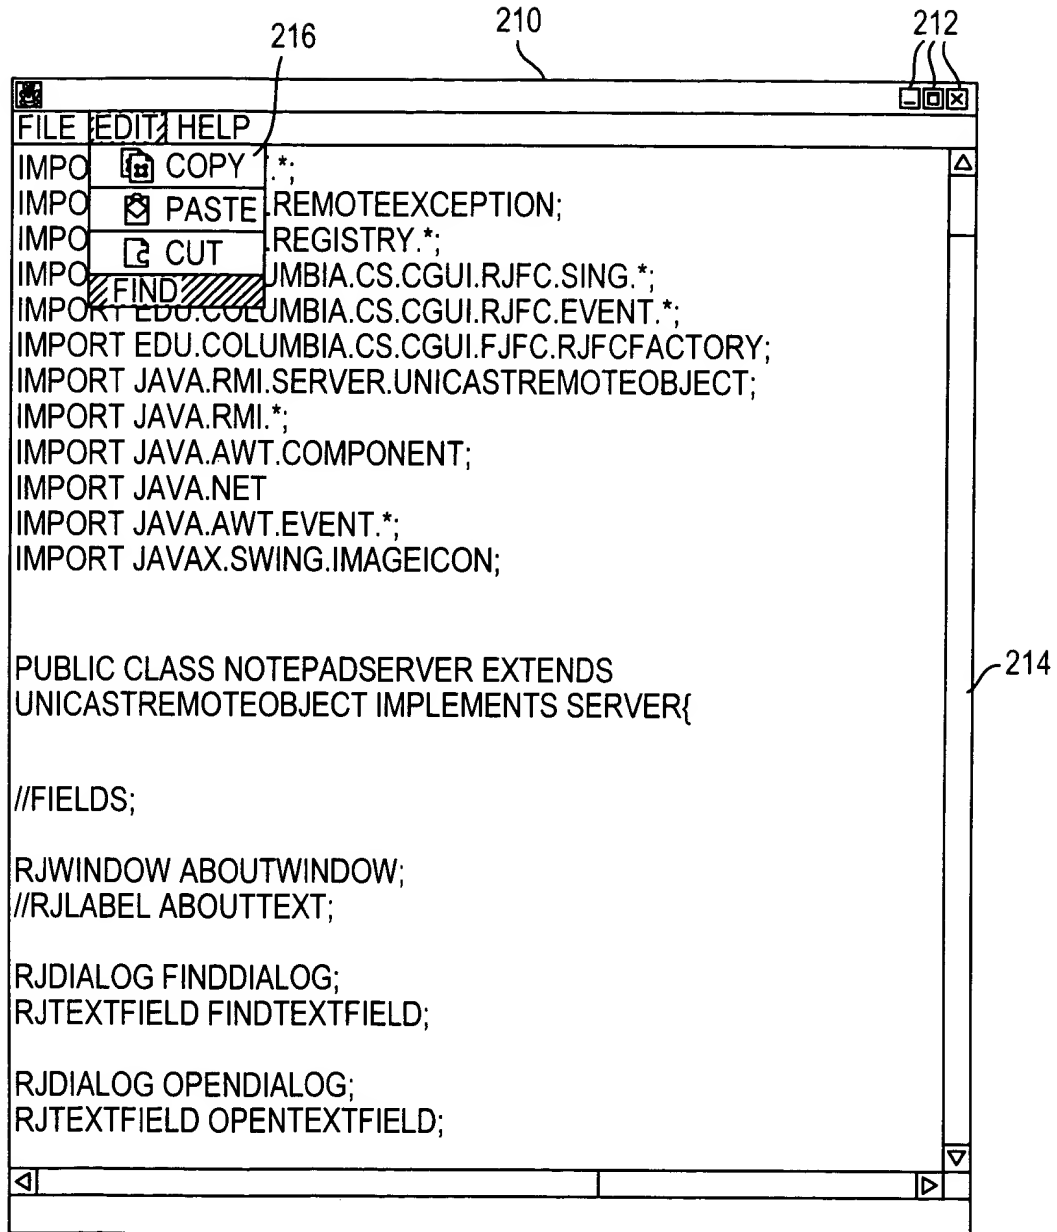 216 210 212
FILE EDIT HELP
IMPO COPY .*;
IMPO PASTE .REMOTEEXCEPTION;
IMPO CUT .REGISTRY.*;
IMPO FIND UMBIA.CS.CGUI.RJFC.SING.*;
IMPORT EDU.COLUMBIA.CS.CGUI.RJFC.EVENT.*;
IMPORT EDU.COLUMBIA.CS.CGUI.FJFC.RJFCFACTORY;
IMPORT JAVA.RMI.SERVER.UNICASTREMOTEOBJECT;
IMPORT JAVA.RMI.*;
IMPORT JAVA.AWT.COMPONENT;
IMPORT JAVA.NET
IMPORT JAVA.AWT.EVENT.*;
IMPORT JAVAX.SWING.IMAGEICON;
PUBLIC CLASS NOTEPADSERVER EXTENDS
214
UNICASTREMOTEOBJECT IMPLEMENTS SERVER{
//FIELDS;
RJWINDOW ABOUTWINDOW;
//RJLABEL ABOUTTEXT;
RJDIALOG FINDDIALOG;
RJTEXTFIELD FINDTEXTFIELD;
RJDIALOG OPENDIALOG;
RJTEXTFIELD OPENTEXTFIELD;